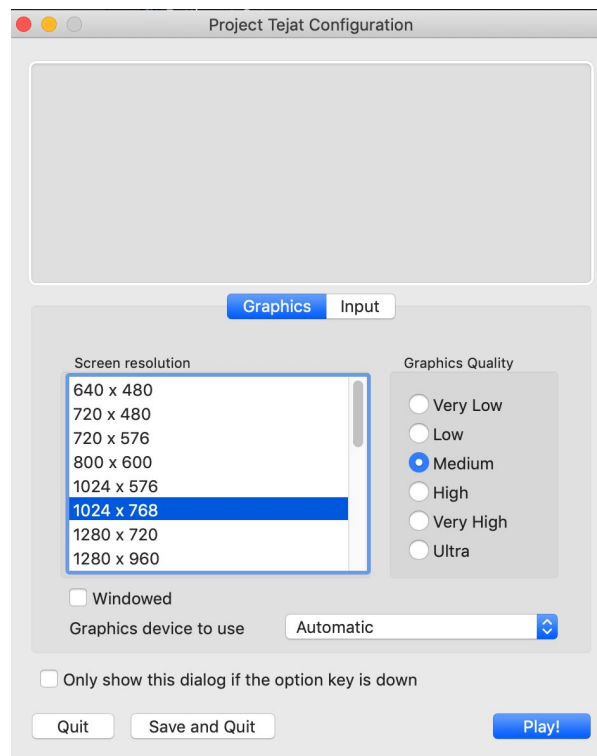 Project Tejat Configuration
Graphics Input
Screen resolution
640 x 480
720 x 480
720 x 576
800 x 600
1024 x 576
1024 x 768
1280 x 720
1280 x 960
Graphics Quality
Very Low
Low
Medium
High
Very High
Ultra
Windowed
Graphics device to use Automatic
Only show this dialog if the option key is down
Quit Save and Quit Play!